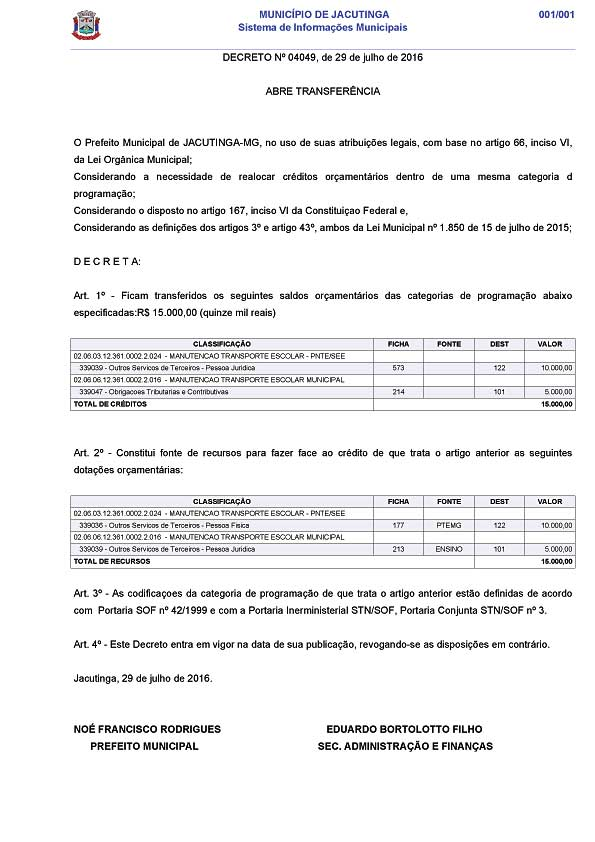 MUNICÍPIO DE JACUTINGA 001/001
Sistema de Informações Municipais
DECRETO Nº 04049, de 29 de julho de 2016
ABRE TRANSFERÊNCIA
O Prefeito Municipal de JACUTINGA-MG, no uso de suas atribuições legais, com base no artigo 66, inciso VI,
da Lei Orgânica Municipal;
Considerando a necessidade de realocar créditos orçamentários dentro de uma mesma categoria d
programação;
Considerando o disposto no artigo 167, inciso VI da Constituiçao Federal e,
Considerando as definições dos artigos 3º e artigo 43º, ambos da Lei Municipal nº 1.850 de 15 de julho de 2015;
D E C R E T A:
Art. 1º - Ficam transferidos os seguintes saldos orçamentários das categorias de programação abaixo
especificadas:R$ 15.000,00 (quinze mil reais)
CLASSIFICAÇÃO FICHA FONTE DEST VALOR
02.06.03.12.361.0002.2.024 - MANUTENCAO TRANSPORTE ESCOLAR - PNTE/SEE
339039 - Outros Servicos de Terceiros - Pessoa Juridica 573 122 10.000,00
02.06.06.12.361.0002.2.016 - MANUTENCAO TRANSPORTE ESCOLAR MUNICIPAL
339047 - Obrigacoes Tributarias e Contributivas 214 101 5.000,00
TOTAL DE CRÉDITOS 15.000,00
Art. 2º - Constitui fonte de recursos para fazer face ao crédito de que trata o artigo anterior as seguintes
dotações orçamentárias:
CLASSIFICAÇÃO FICHA FONTE DEST VALOR
02.06.03.12.361.0002.2.024 - MANUTENCAO TRANSPORTE ESCOLAR - PNTE/SEE
339036 - Outros Servicos de Terceiros - Pessoa Fisica 177 PTEMG 122 10.000,00
02.06.06.12.361.0002.2.016 - MANUTENCAO TRANSPORTE ESCOLAR MUNICIPAL
339039 - Outros Servicos de Terceiros - Pessoa Juridica 213 ENSINO 101 5.000,00
TOTAL DE RECURSOS 15.000,00
Art. 3º - As codificaçoes da categoria de programação de que trata o artigo anterior estão definidas de acordo
com Portaria SOF nº 42/1999 e com a Portaria Inerministerial STN/SOF, Portaria Conjunta STN/SOF nº 3.
Art. 4º - Este Decreto entra em vigor na data de sua publicação, revogando-se as disposições em contrário.
Jacutinga, 29 de julho de 2016.
NOÉ FRANCISCO RODRIGUES EDUARDO BORTOLOTTO FILHO
PREFEITO MUNICIPAL SEC. ADMINISTRAÇÃO E FINANÇAS